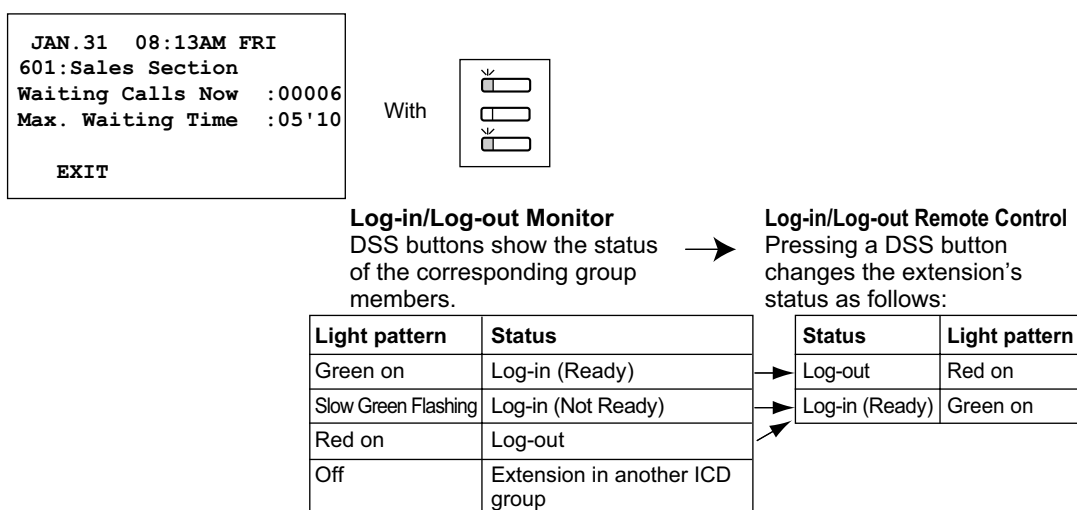 JAN.31 08:13AM FRI
601:Sales Section
Waiting Calls Now :00006
Max. Waiting Time :05'10
EXIT
With
Log-in/Log-out Monitor
DSS buttons show the status
of the corresponding group
members.
Log-in/Log-out Remote Control
Pressing a DSS button
changes the extension's
status as follows:
Light pattern Status
Green on Log-in (Ready)
Slow Green Flashing Log-in (Not Ready)
Red on Log-out
Off Extension in another ICD
group
Status Light pattern
Log-out Red on
Log-in (Ready) Green on